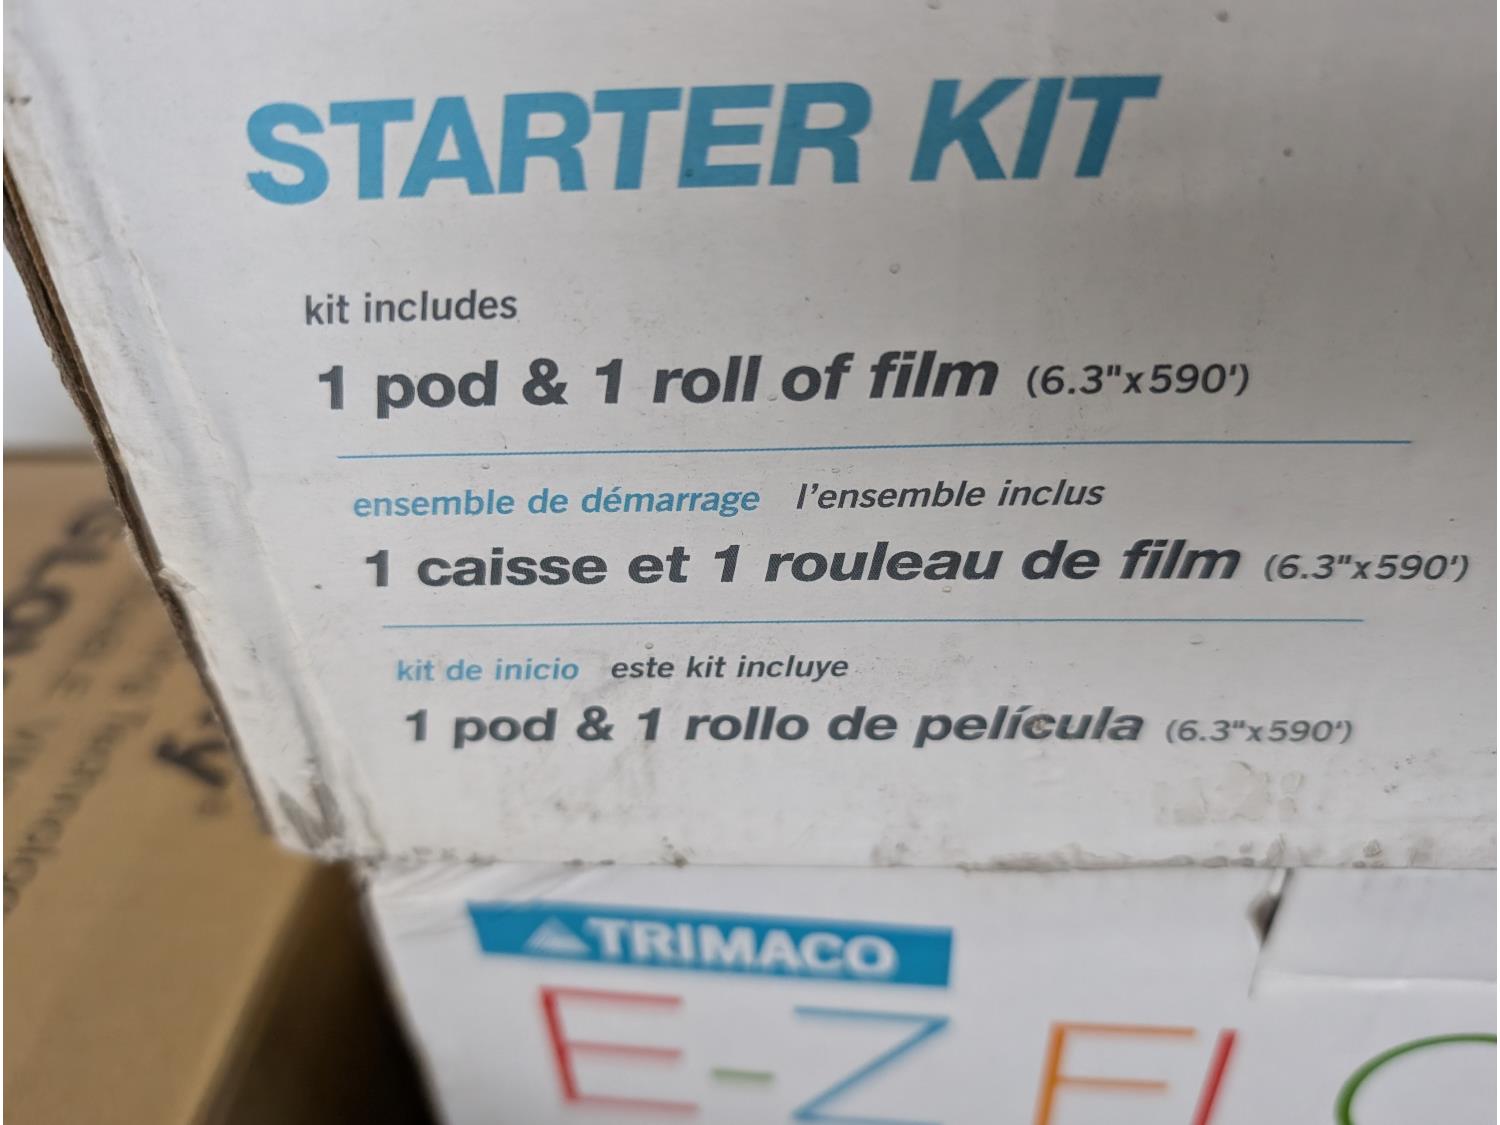 STARTER KIT
kit includes
1 pod & 1 roll of film (6.3"x590')
ensemble de démarrage l'ensemble inclus
1 caisse et 1 rouleau de film (6.3"x590')
kit de inicio este kit incluye
1 pod & 1 rollo de película (6.3"x590')
TRIMACO
E-Z FLO